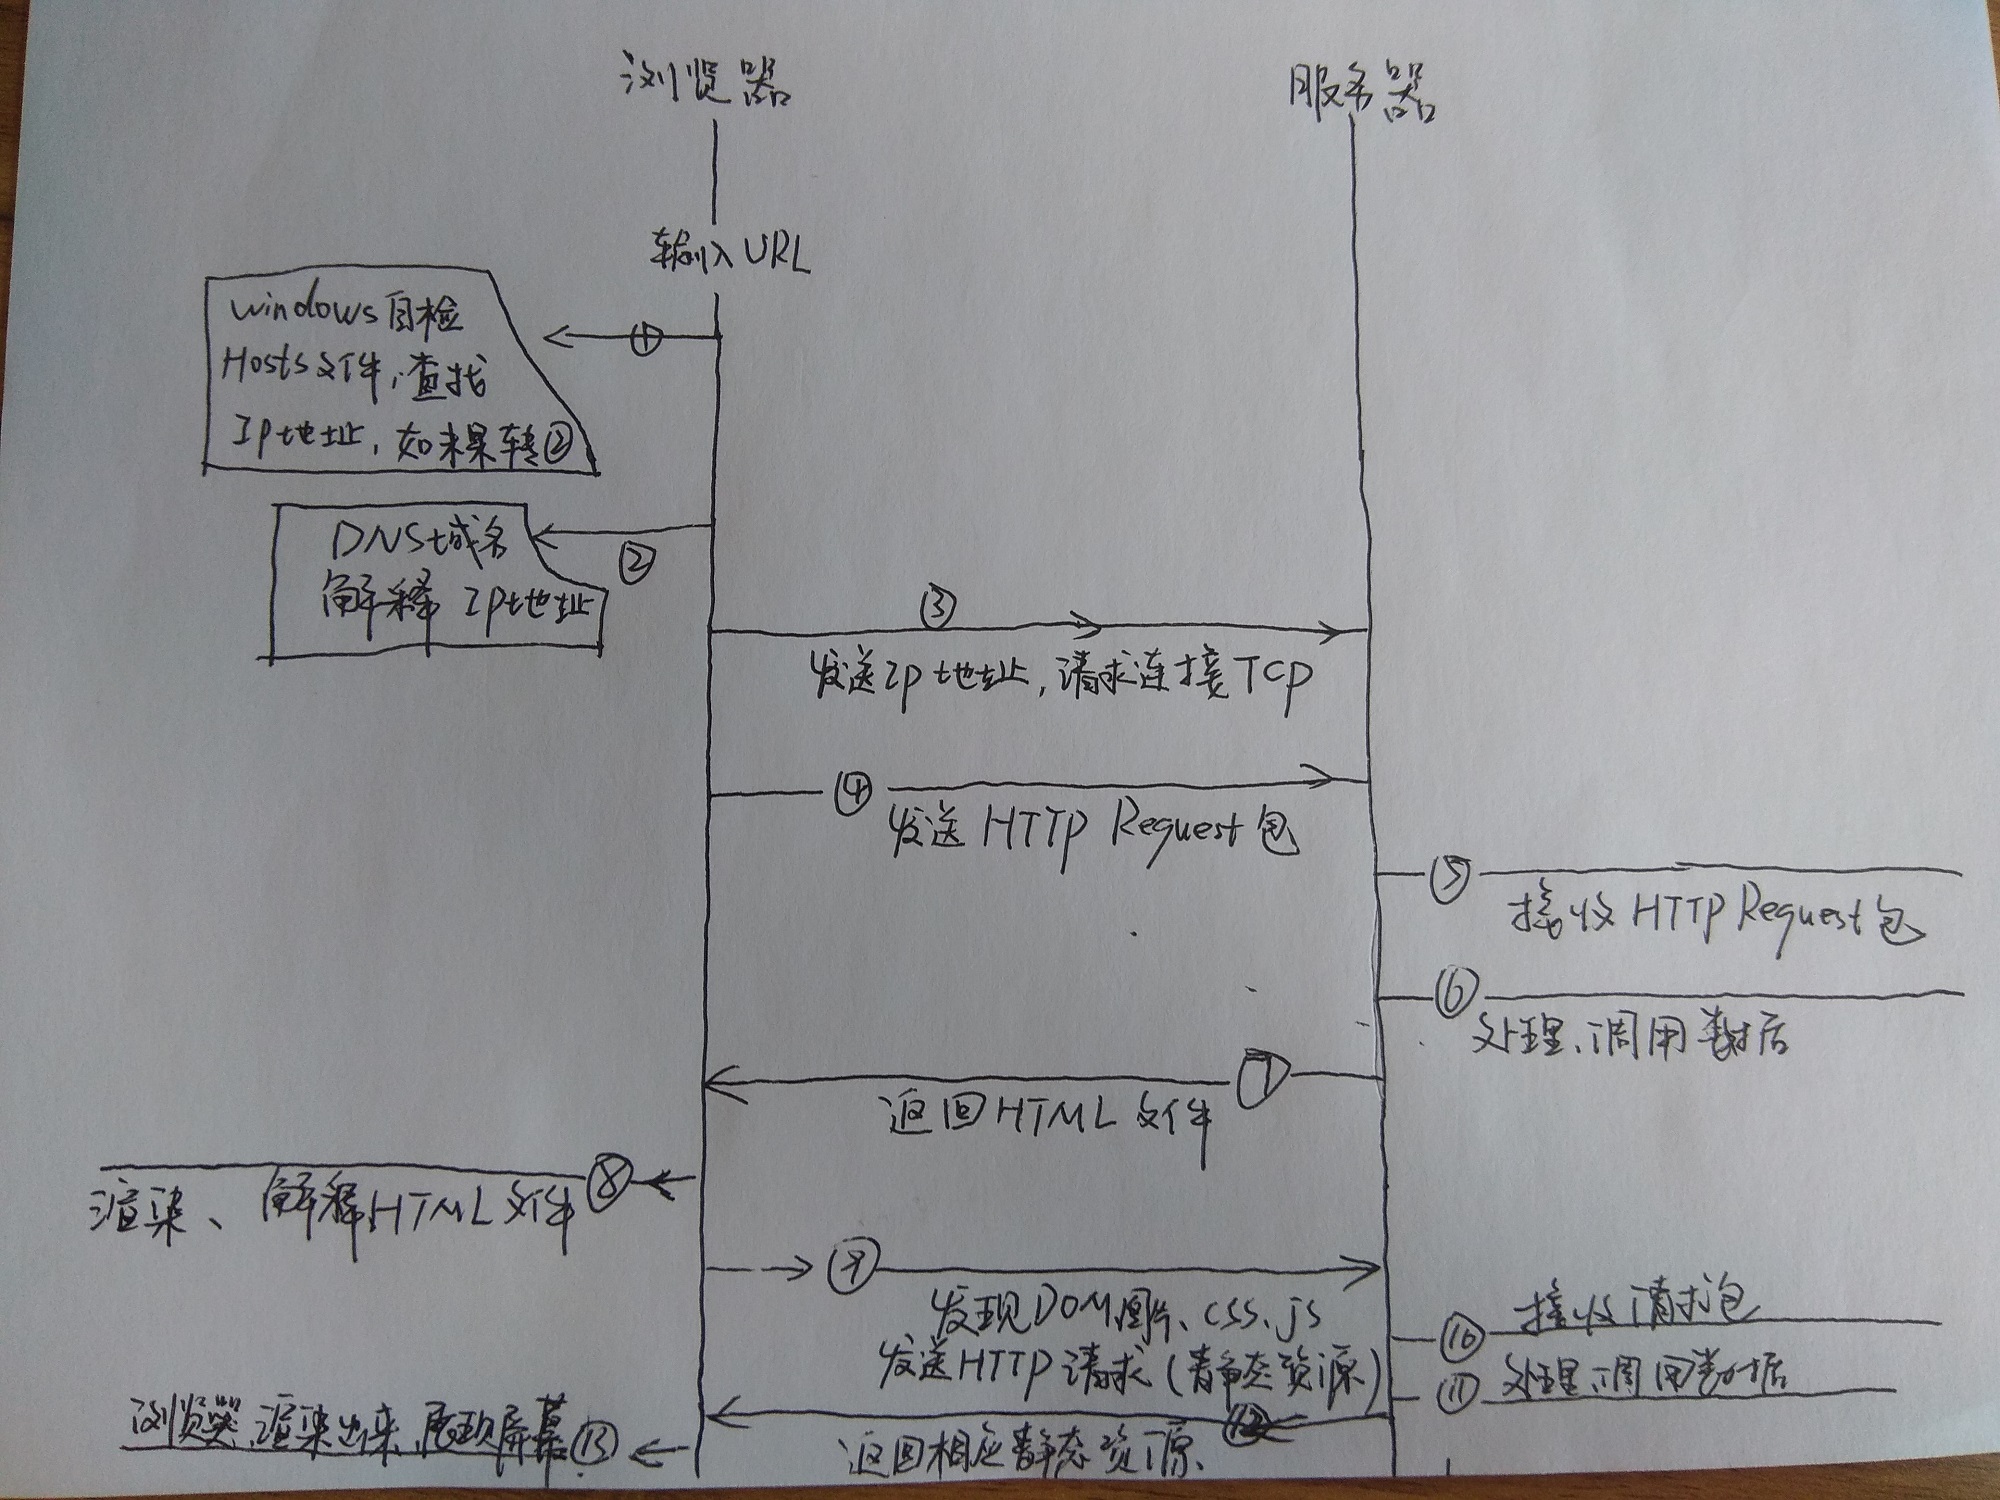 浏览器
服务器
输入URL
①
windows自检
Hosts文件,查找
Ip地址,如果转②
②
DNS域名
解释 Ip地址
③
发送Ip地址,请求连接TCP
④
发送HTTP Request包
⑤
接收HTTP Request包
⑥
处理、调用数据
⑦
返回HTML文件
⑧
渲染、解释HTML文件
⑨
发现DOM图片、css、js
发送HTTP请求(静态资源)
⑩
接收请求包
⑪
处理、调用数据
⑫
返回相应静态资源.
浏览器渲染出来,展现屏幕⑬